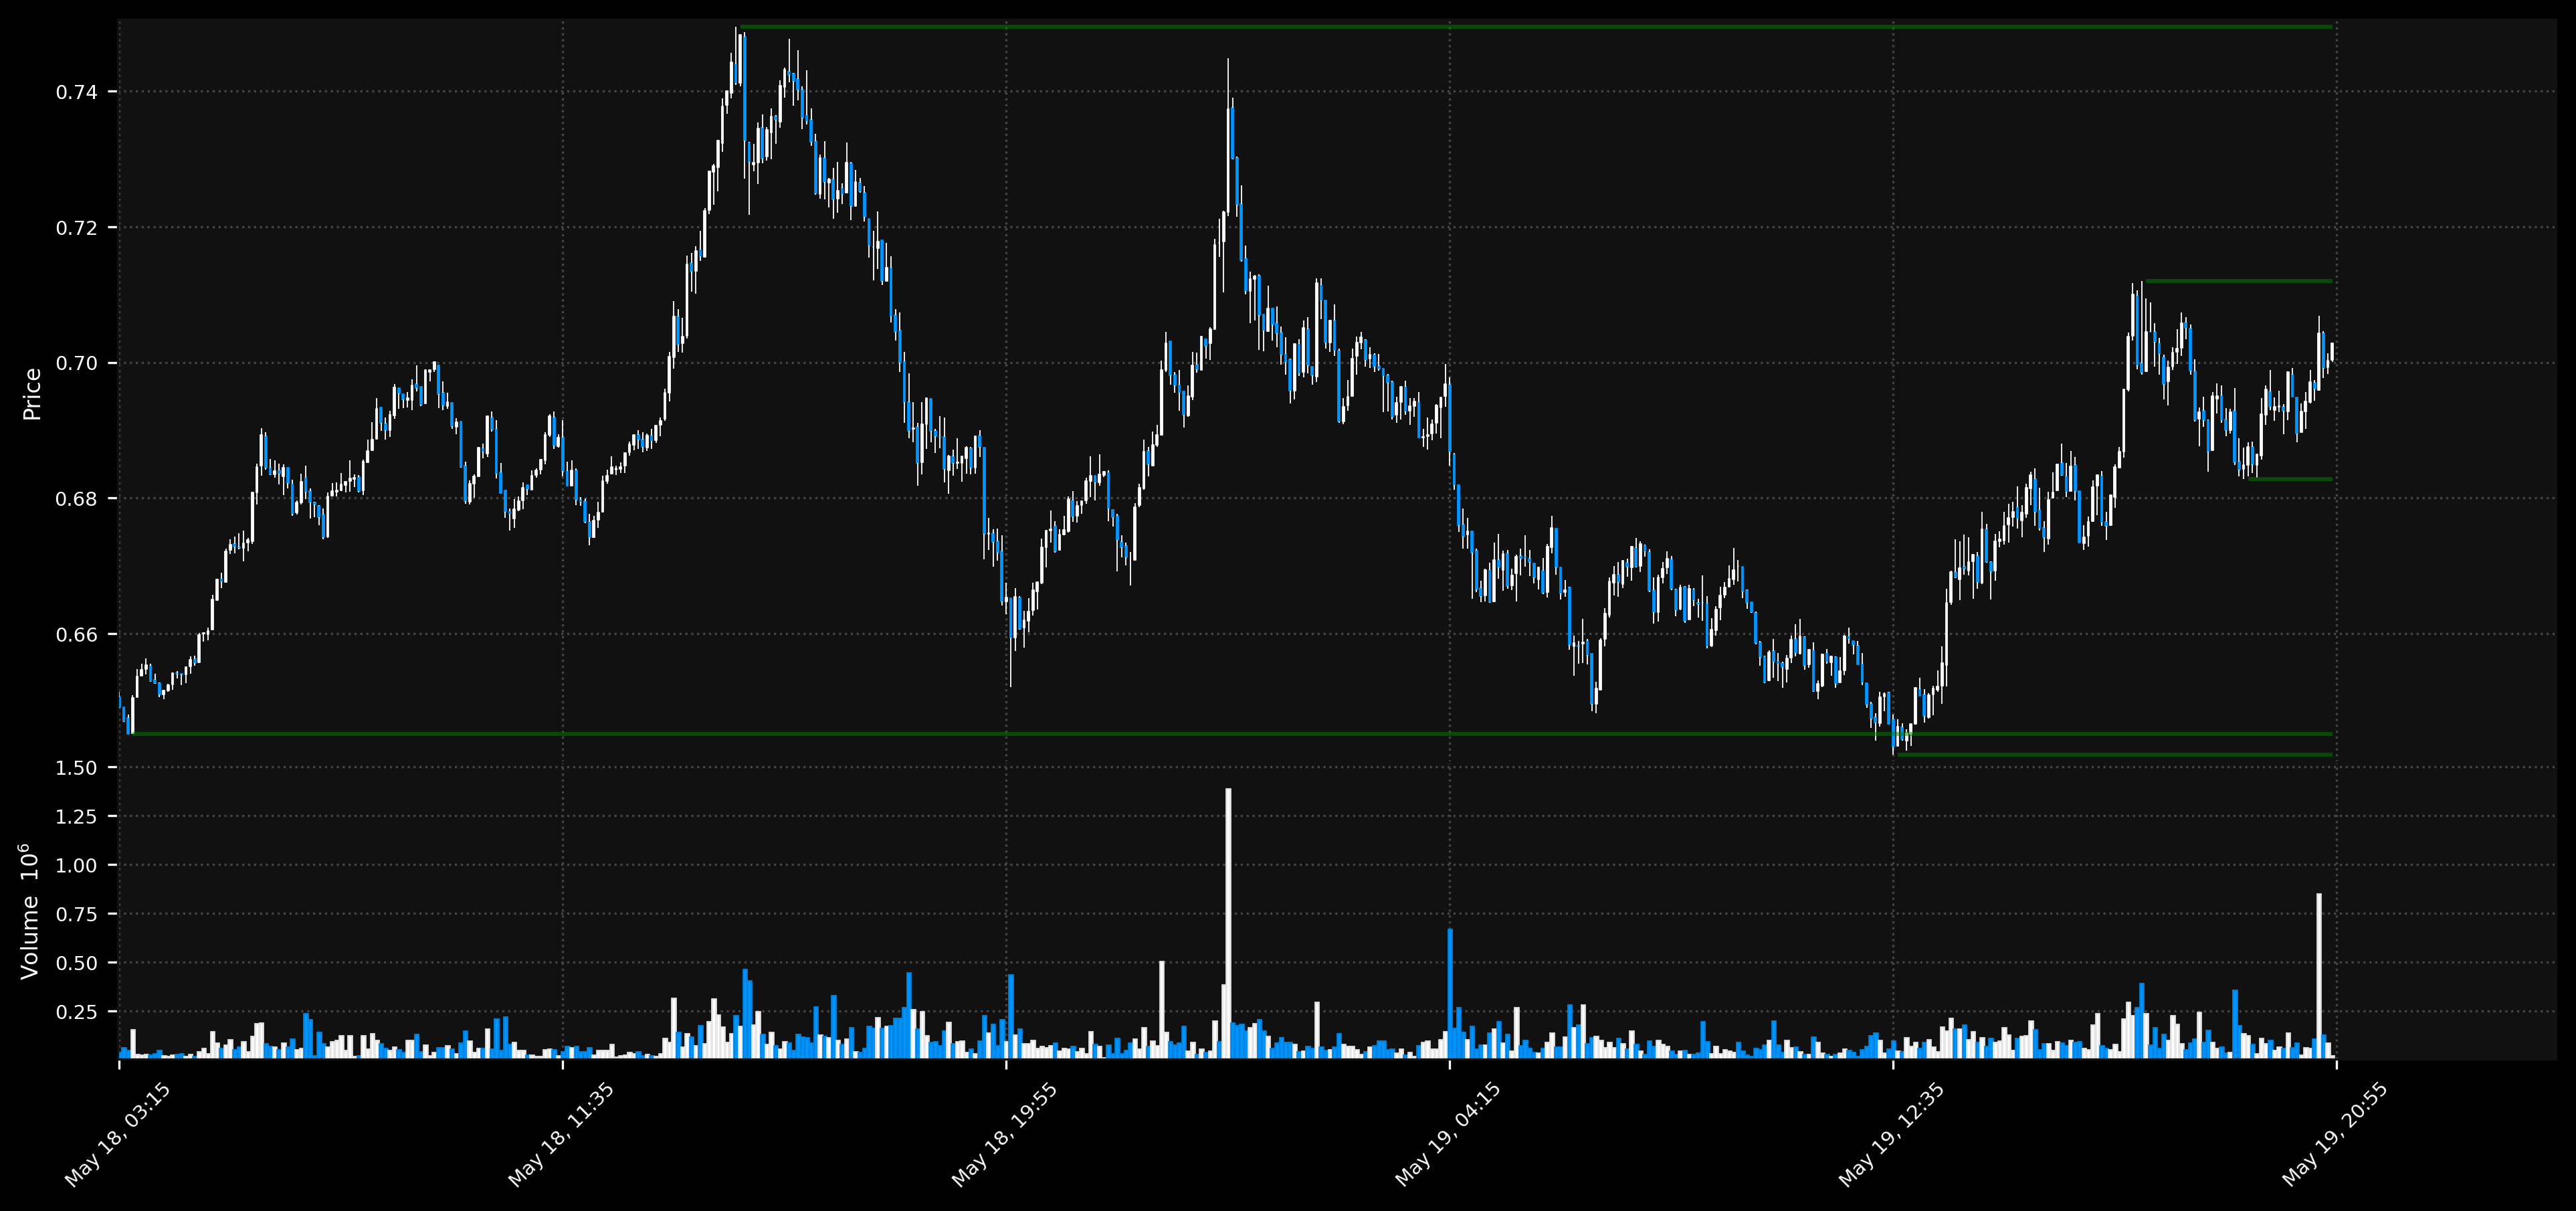 0.74
0.72
0.70
0.68
0.66
Price
1.50
1.25
1.00
0.75
0.50
0.25
Volume 10⁶
May 18, 03:15
May 18, 11:35
May 18, 19:55
May 19, 04:15
May 19, 12:35
May 19, 20:55